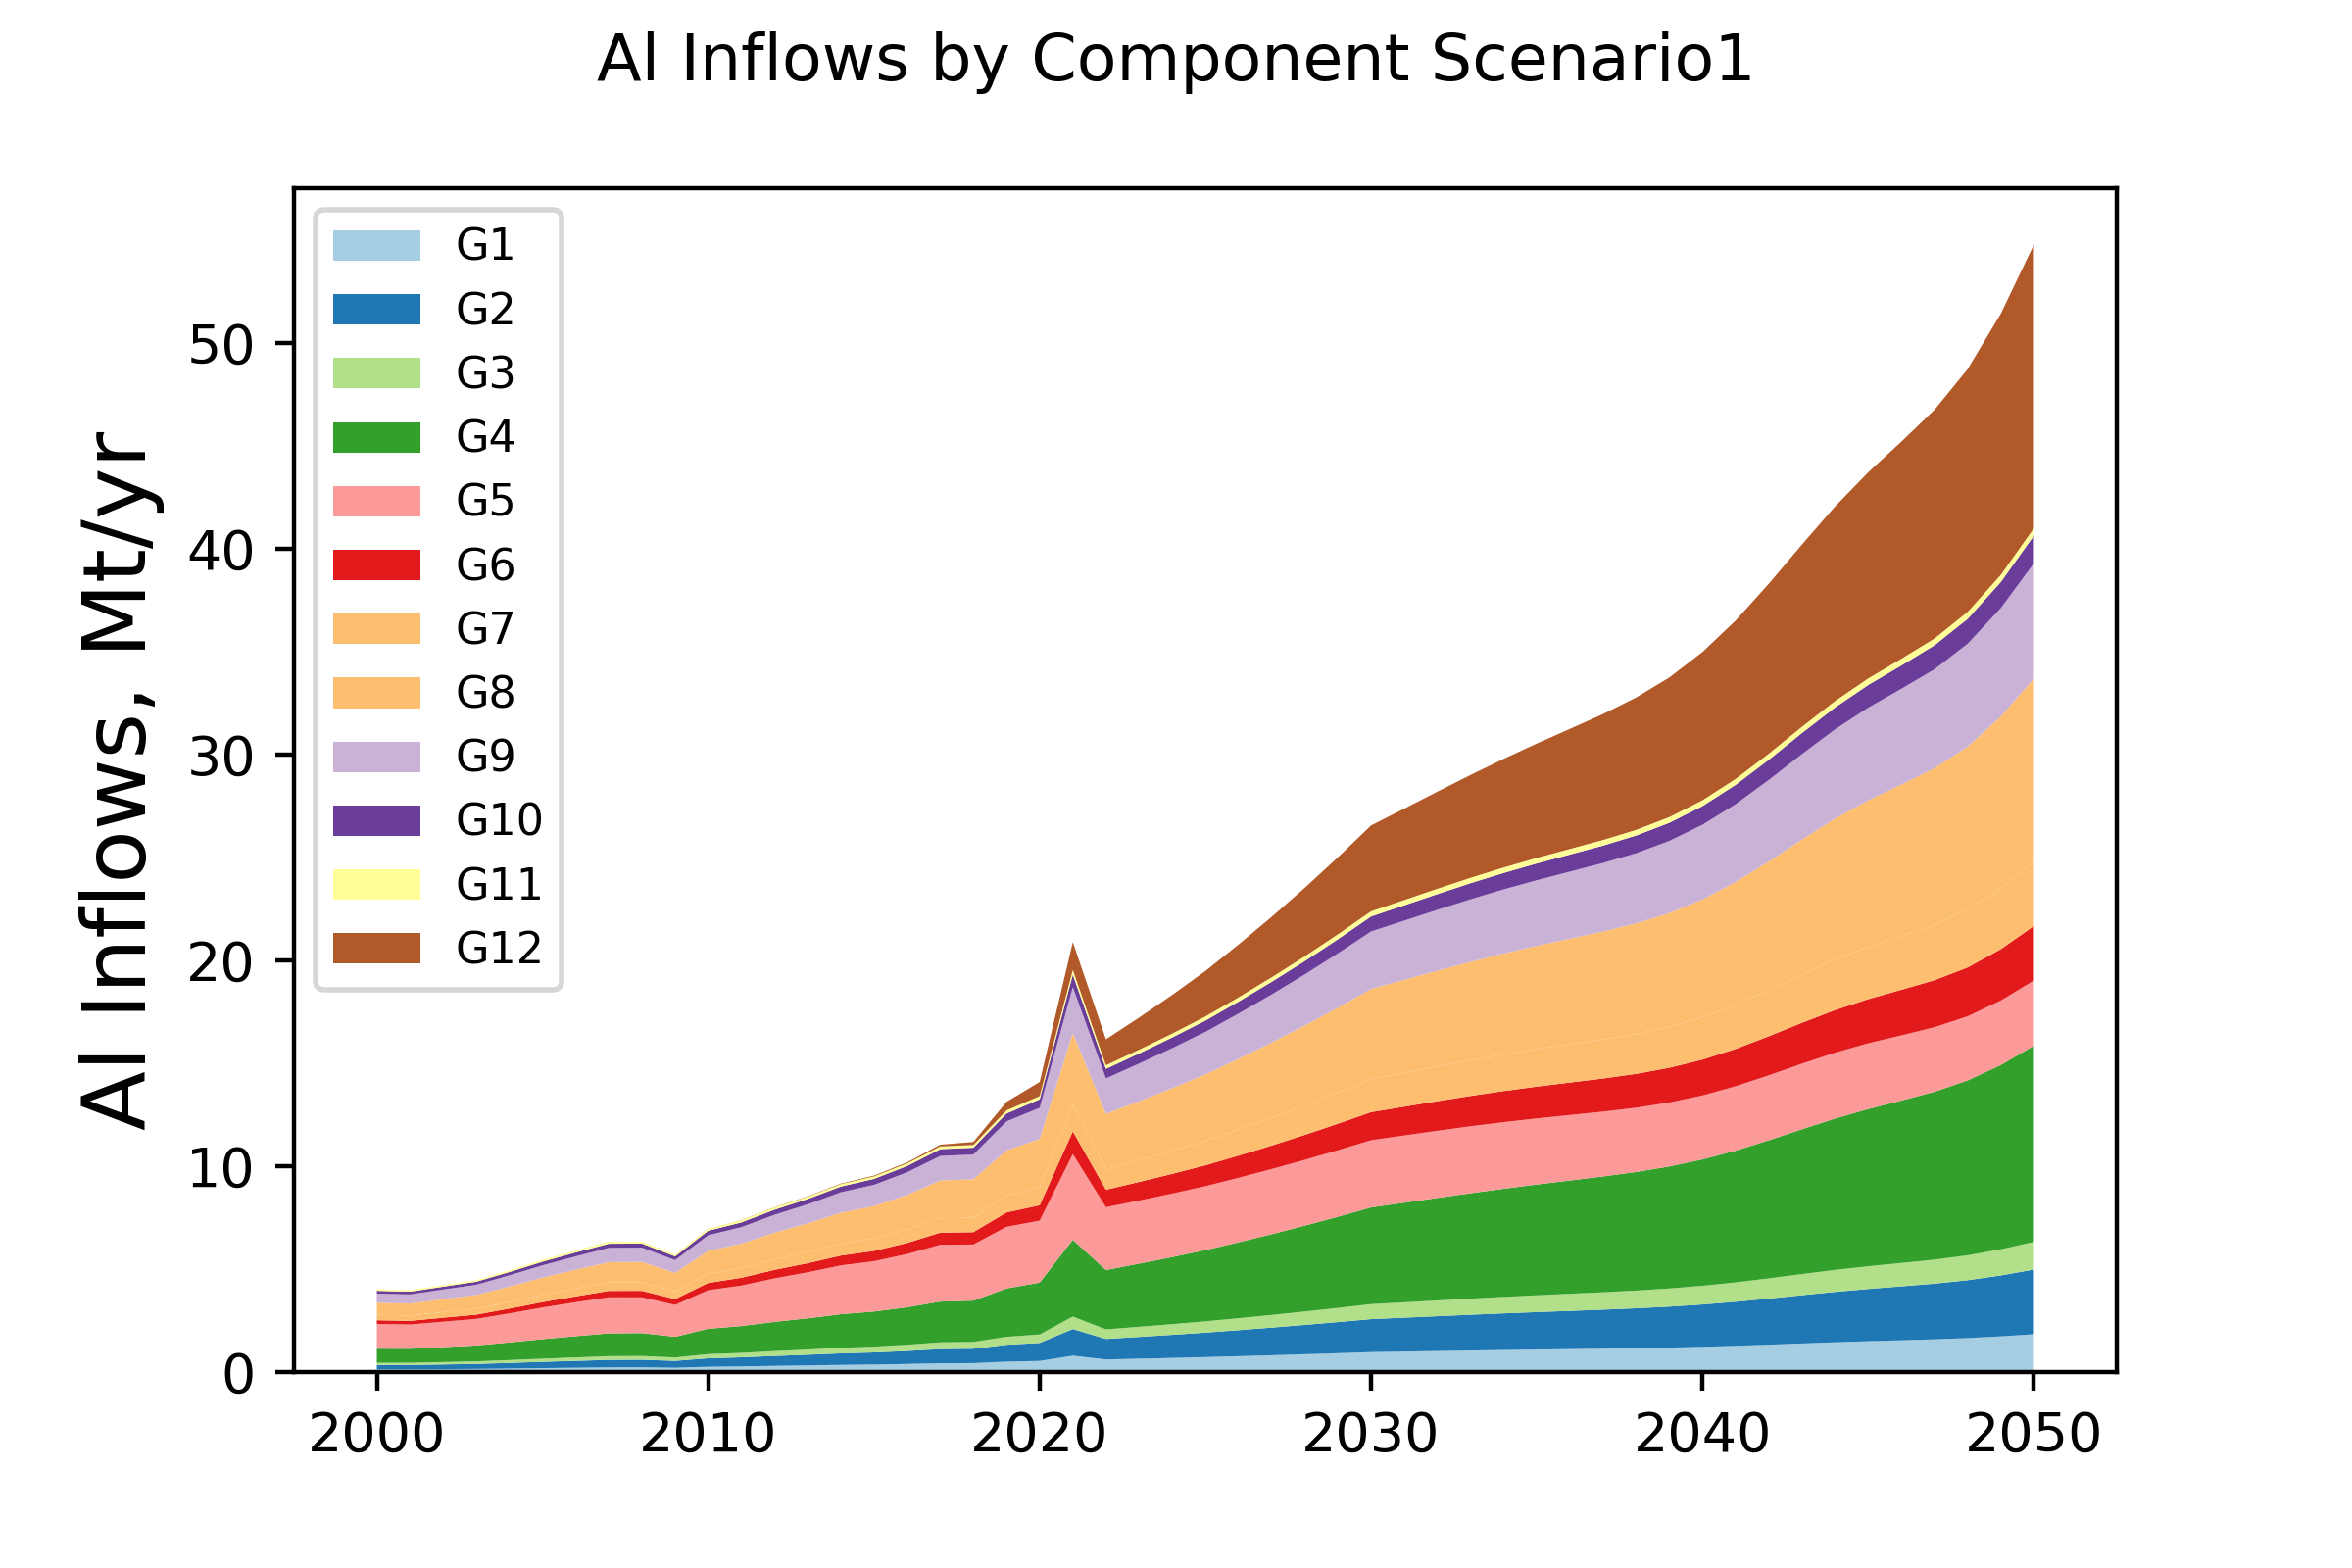 Al Inflows by Component Scenario1
Al Inflows, Mt/yr
50
40
30
20
10
0
G1
G2
G3
G4
G5
G6
G7
G8
G9
G10
G11
G12
2000 2010 2020 2030 2040 2050